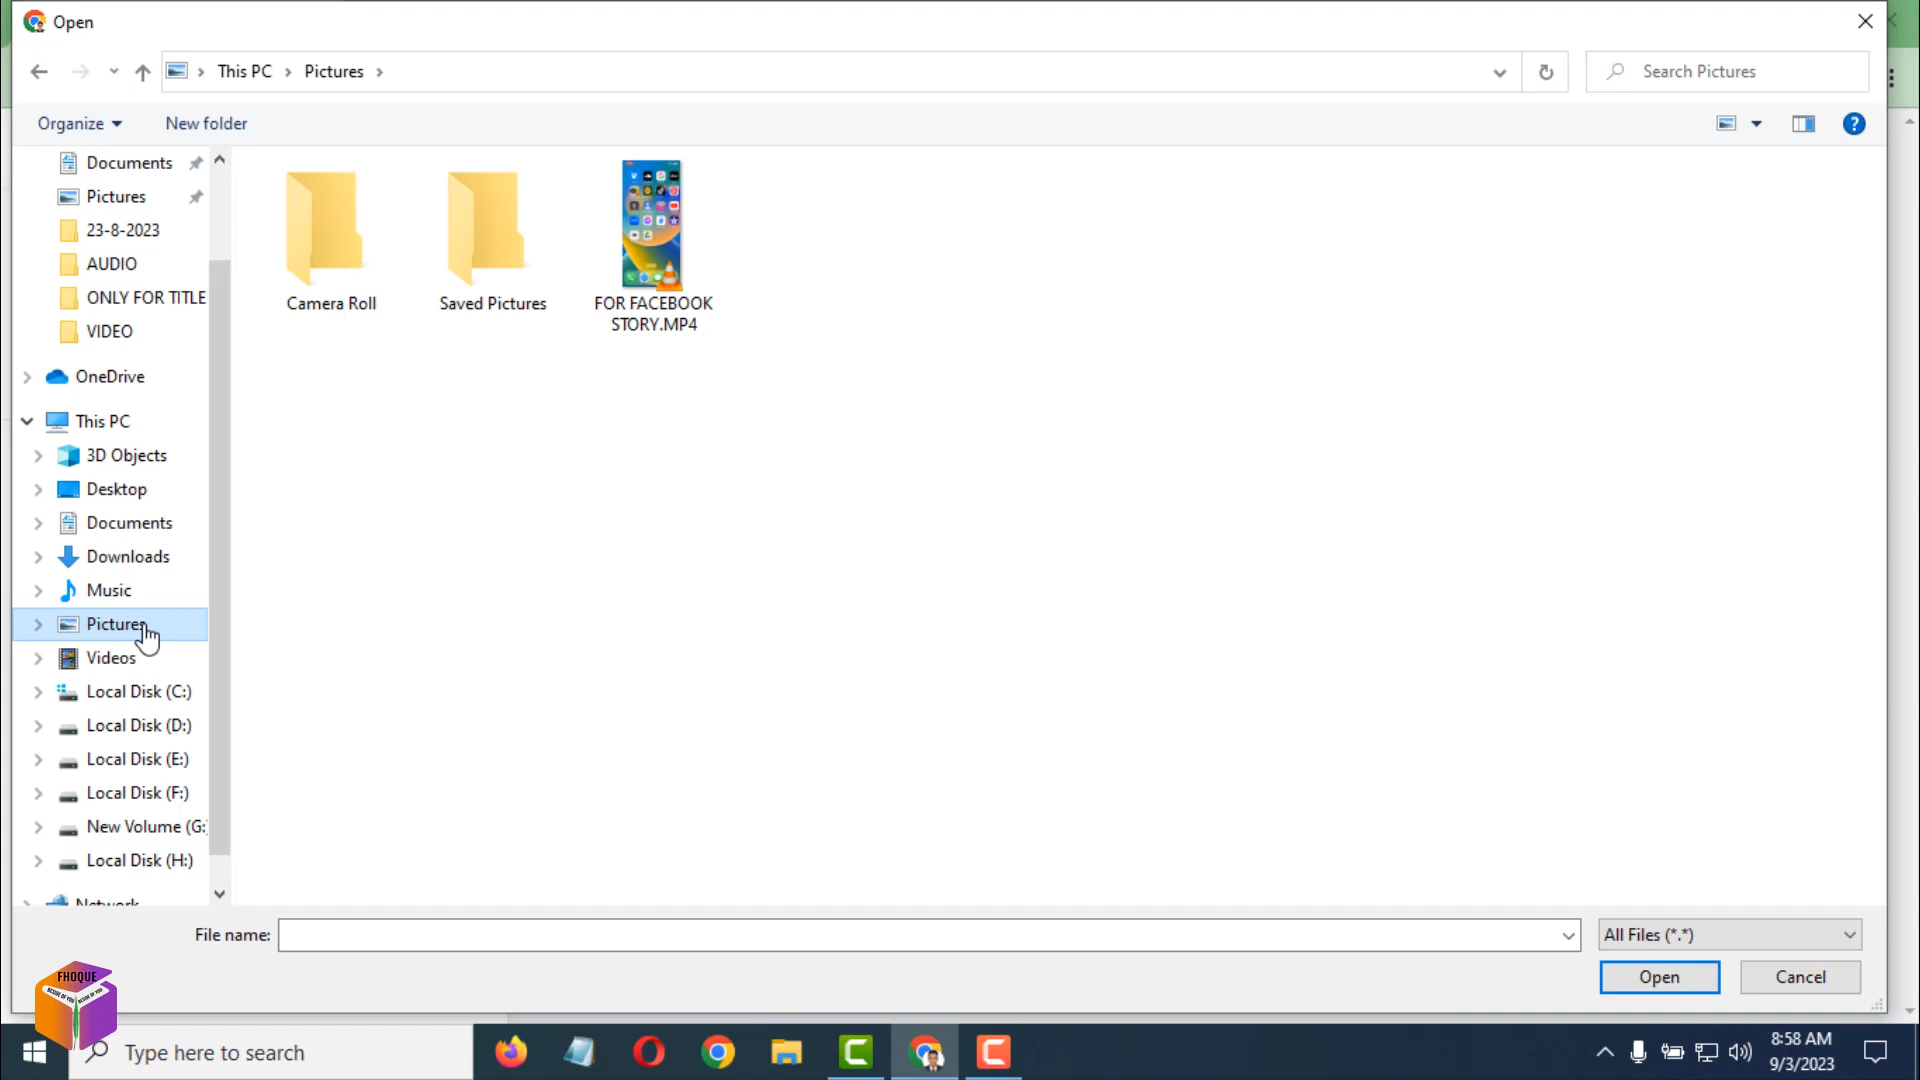 Open
This PC
Pictures
Search Pictures
Organize
New folder
Documents
Pictures
23-8-2023
AUDIO
ONLY FOR TITLE
VIDEO
OneDrive
This PC
3D Objects
Desktop
Documents
Downloads
Music
Pictures
Videos
Local Disk (C:)
Local Disk (D:)
Local Disk (E:)
Local Disk (F:)
New Volume (G:
Local Disk (H:)
Network
Camera Roll
Saved Pictures
FOR FACEBOOK
STORY.MP4
File name:
All Files (*.*)
Open
Cancel
FHOQUE
Type here to search
8:58 AM
9/3/2023